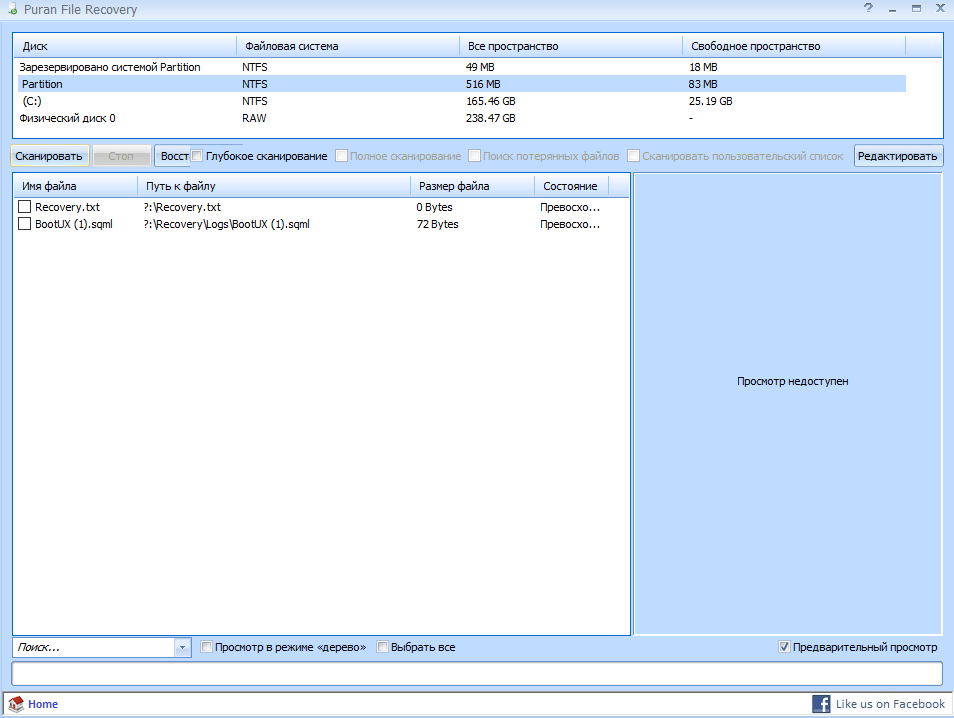 Puran File Recovery
Диск Файловая система Все пространство Свободное пространство
Зарезервировано системой Partition NTFS 49 MB 18 MB
Partition NTFS 516 MB 83 MB
(C:) NTFS 165.46 GB 25.19 GB
Физический диск 0 RAW 238.47 GB -
Сканировать Стоп Восст Глубокое сканирование Полное сканирование Поиск потерянных файлов Сканировать пользовательский список Редактировать
Имя файла Путь к файлу Размер файла Состояние
Recovery.txt ?:\Recovery.txt 0 Bytes Превосхо...
BootUX (1).sqml ?:\Recovery\Logs\BootUX (1).sqml 72 Bytes Превосхо...
Просмотр недоступен
Поиск... Просмотр в режиме «дерево» Выбрать все Предварительный просмотр
Home Like us on Facebook